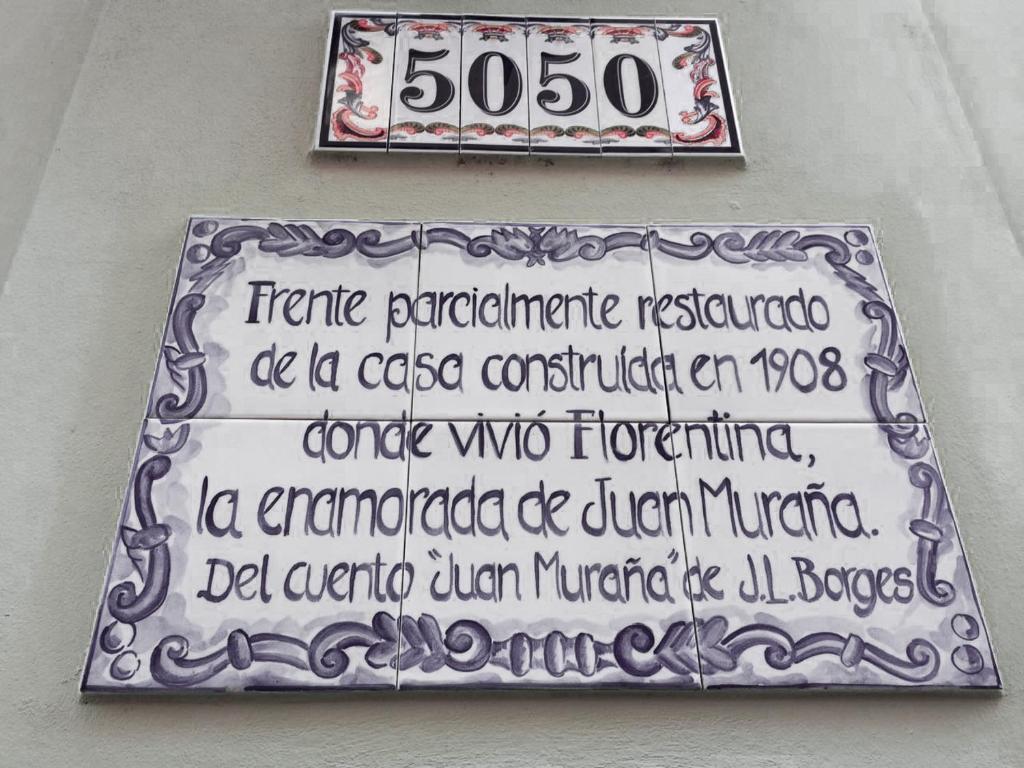 5050
Frente parcialmente restaurado
de la casa construída en 1908
donde vivió Florentina,
la enamorada de Juan Muraña.
Del cuento "Juan Muraña" de J.L.Borges